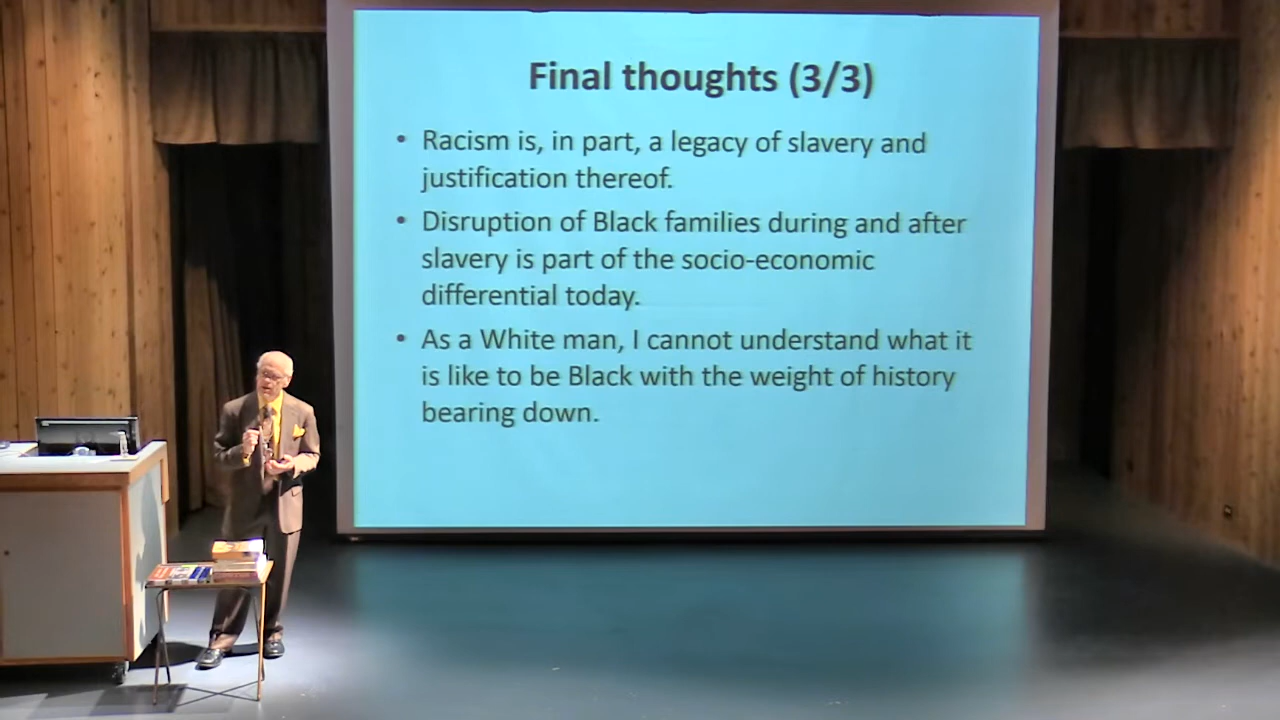 Final thoughts (3/3)
• Racism is, in part, a legacy of slavery and
justification thereof.
• Disruption of Black families during and after
slavery is part of the socio-economic
differential today.
• As a White man, I cannot understand what it
is like to be Black with the weight of history
bearing down.